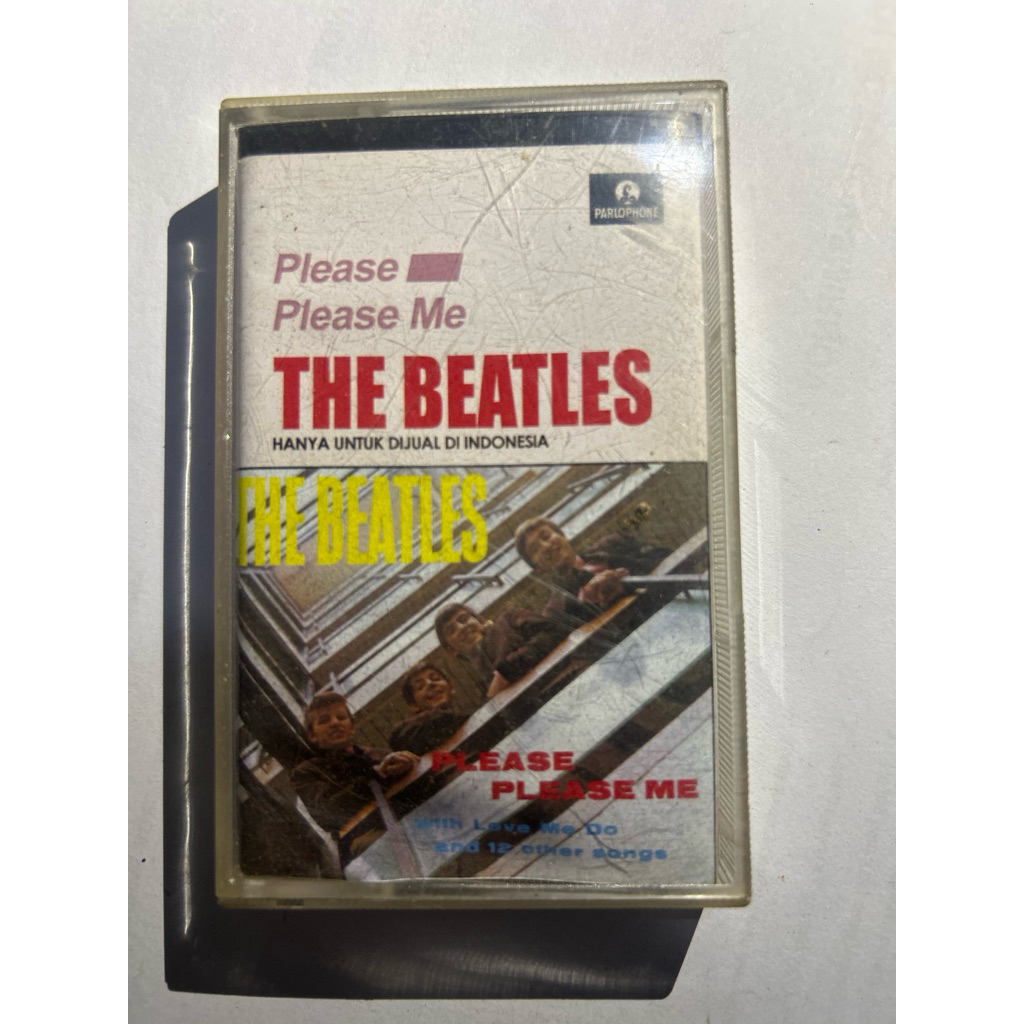 PARLOPHONE
Please
Please Me
THE BEATLES
HANYA UNTUK DIJUAL DI INDONESIA
THE BEATLES
PLEASE
PLEASE ME
with Love Me Do
and 12 other songs